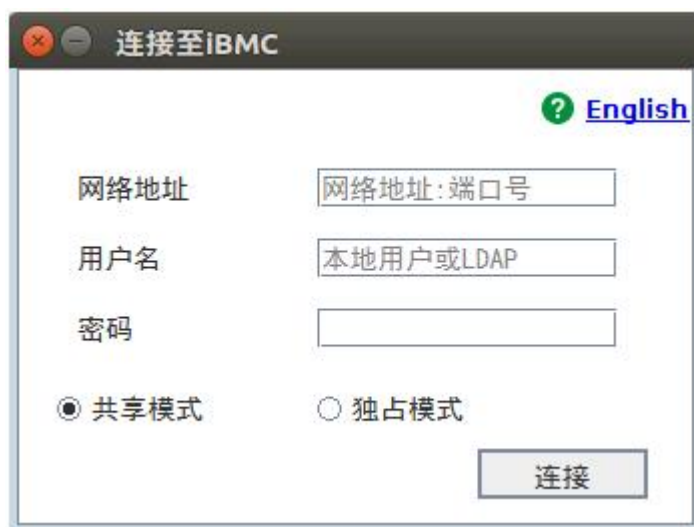 连接至iBMC
English
网络地址 网络地址:端口号
用户名 本地用户或LDAP
密码
共享模式 独占模式
连接